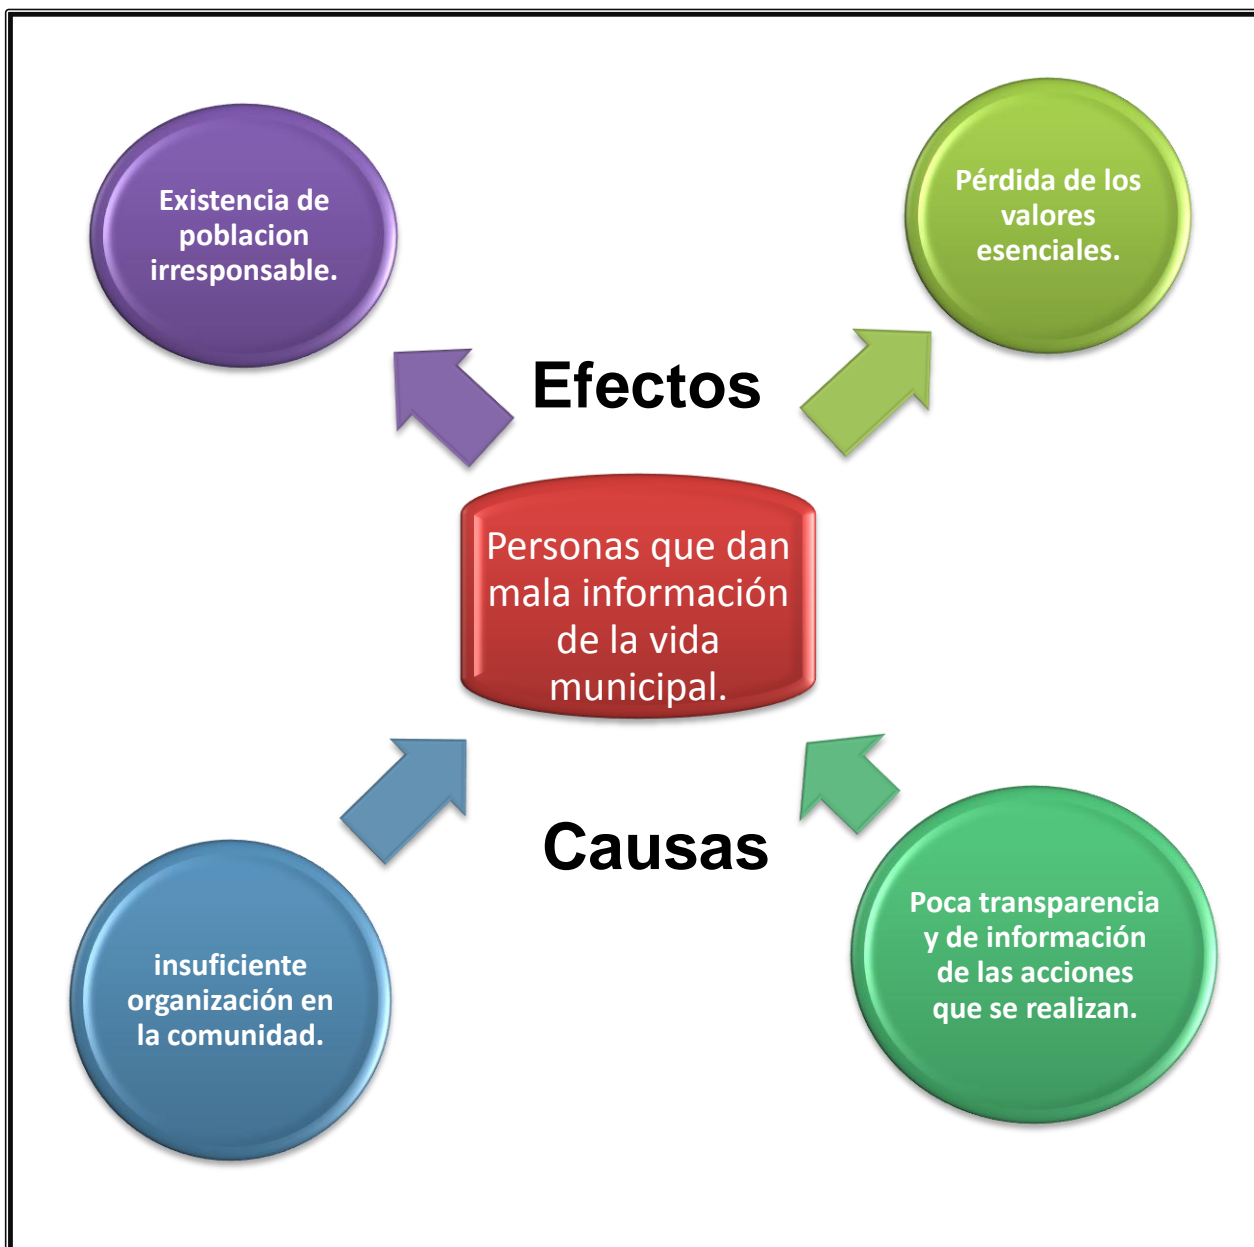 Existencia de
poblacion
irresponsable.
Pérdida de los
valores
esenciales.
Efectos
Personas que dan
mala información
de la vida
municipal.
Causas
insuficiente
organización en
la comunidad.
Poca transparencia
y de información
de las acciones
que se realizan.